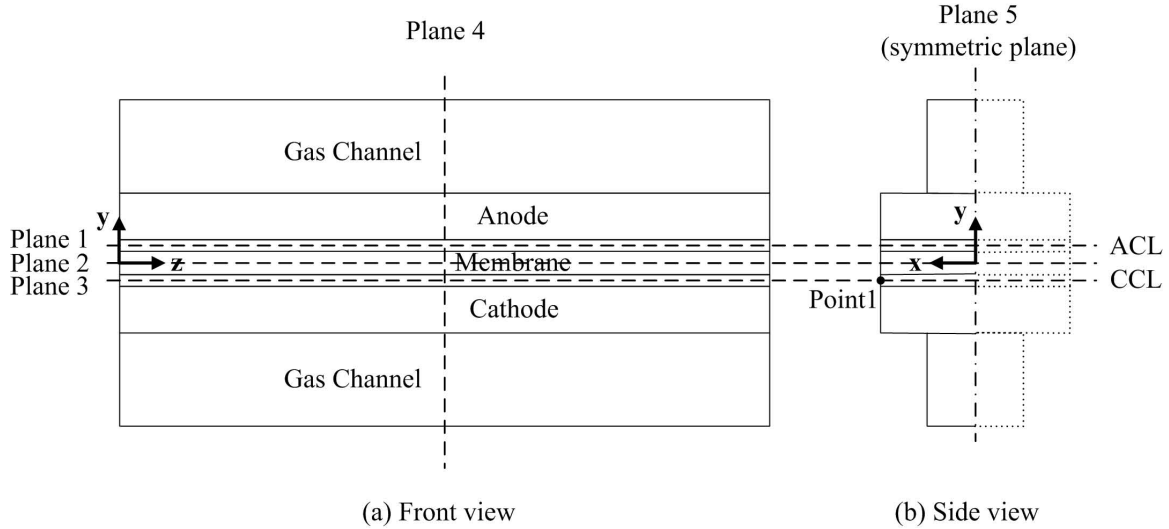 Plane 4
Plane 5
(symmetric plane)
Gas Channel
Anode
y
y
Plane 1
ACL
Plane 2
z
Membrane
x
Plane 3
CCL
Point1
Cathode
Gas Channel
(a) Front view
(b) Side view